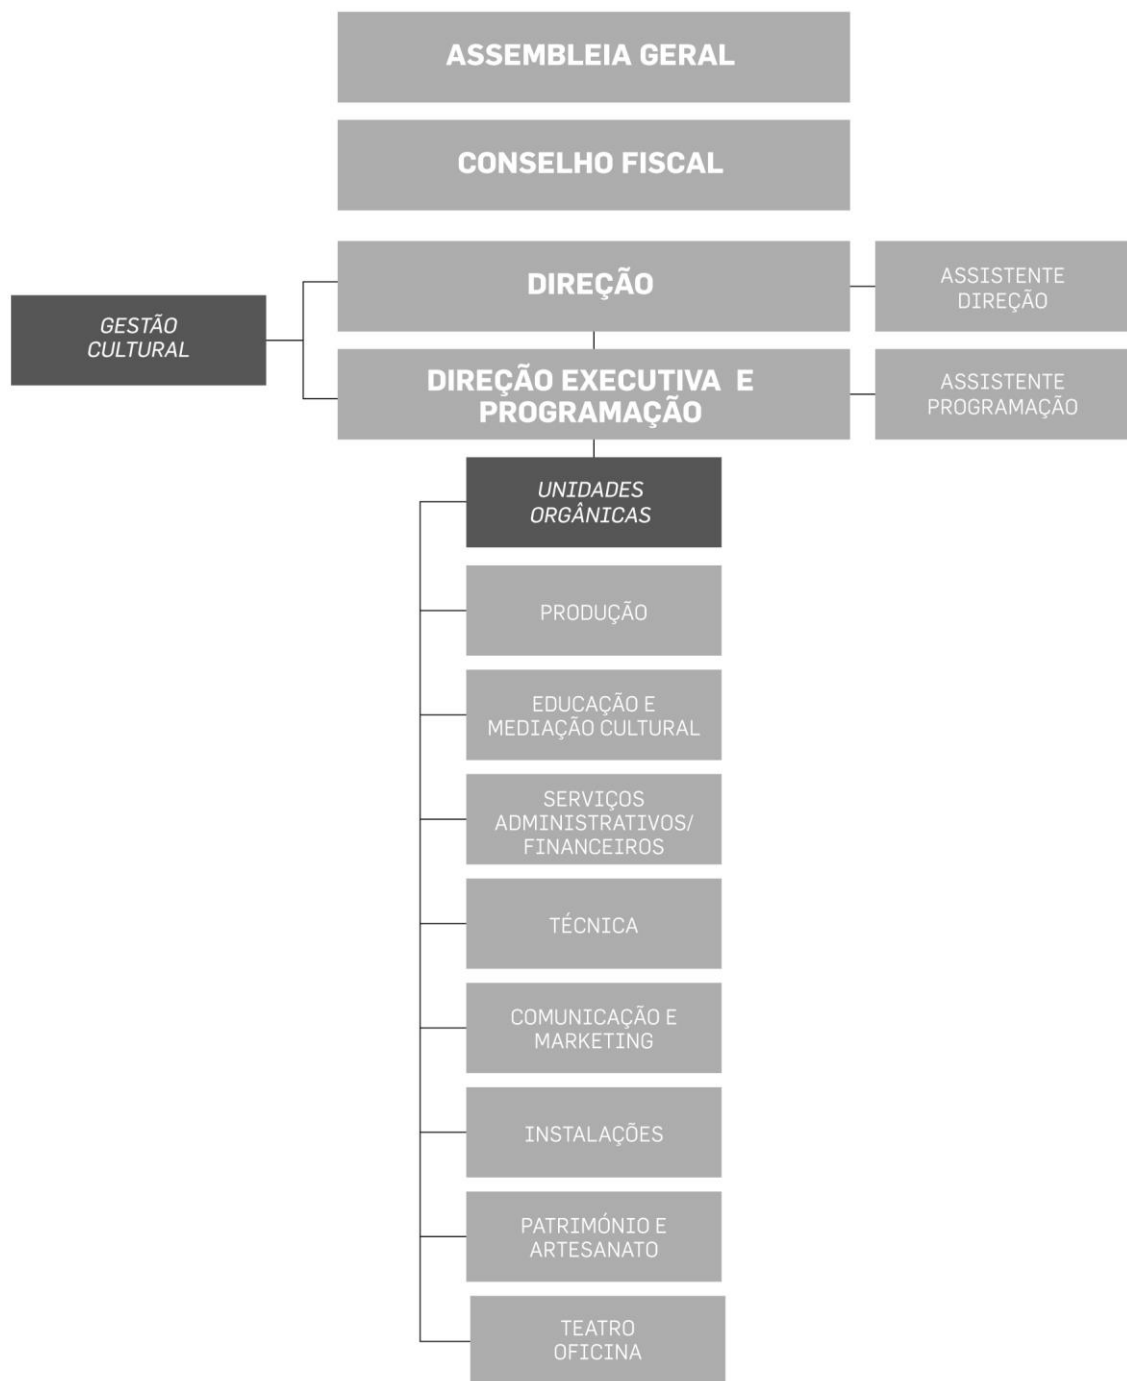 ASSEMBLEIA GERAL
CONSELHO FISCAL
DIREÇÃO
ASSISTENTE
DIREÇÃO
GESTÃO
CULTURAL
DIREÇÃO EXECUTIVA E
PROGRAMAÇÃO
ASSISTENTE
PROGRAMAÇÃO
UNIDADES
ORGÂNICAS
PRODUÇÃO
EDUCAÇÃO E
MEDIAÇÃO CULTURAL
SERVIÇOS
ADMINISTRATIVOS/
FINANCEIROS
TÉCNICA
COMUNICAÇÃO E
MARKETING
INSTALAÇÕES
PATRIMÓNIO E
ARTESANATO
TEATRO
OFICINA